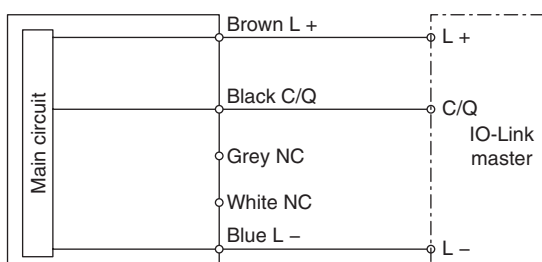 Main circuit
Brown L +
Black C/Q
Grey NC
White NC
Blue L –
L +
C/Q
IO-Link
master
L –